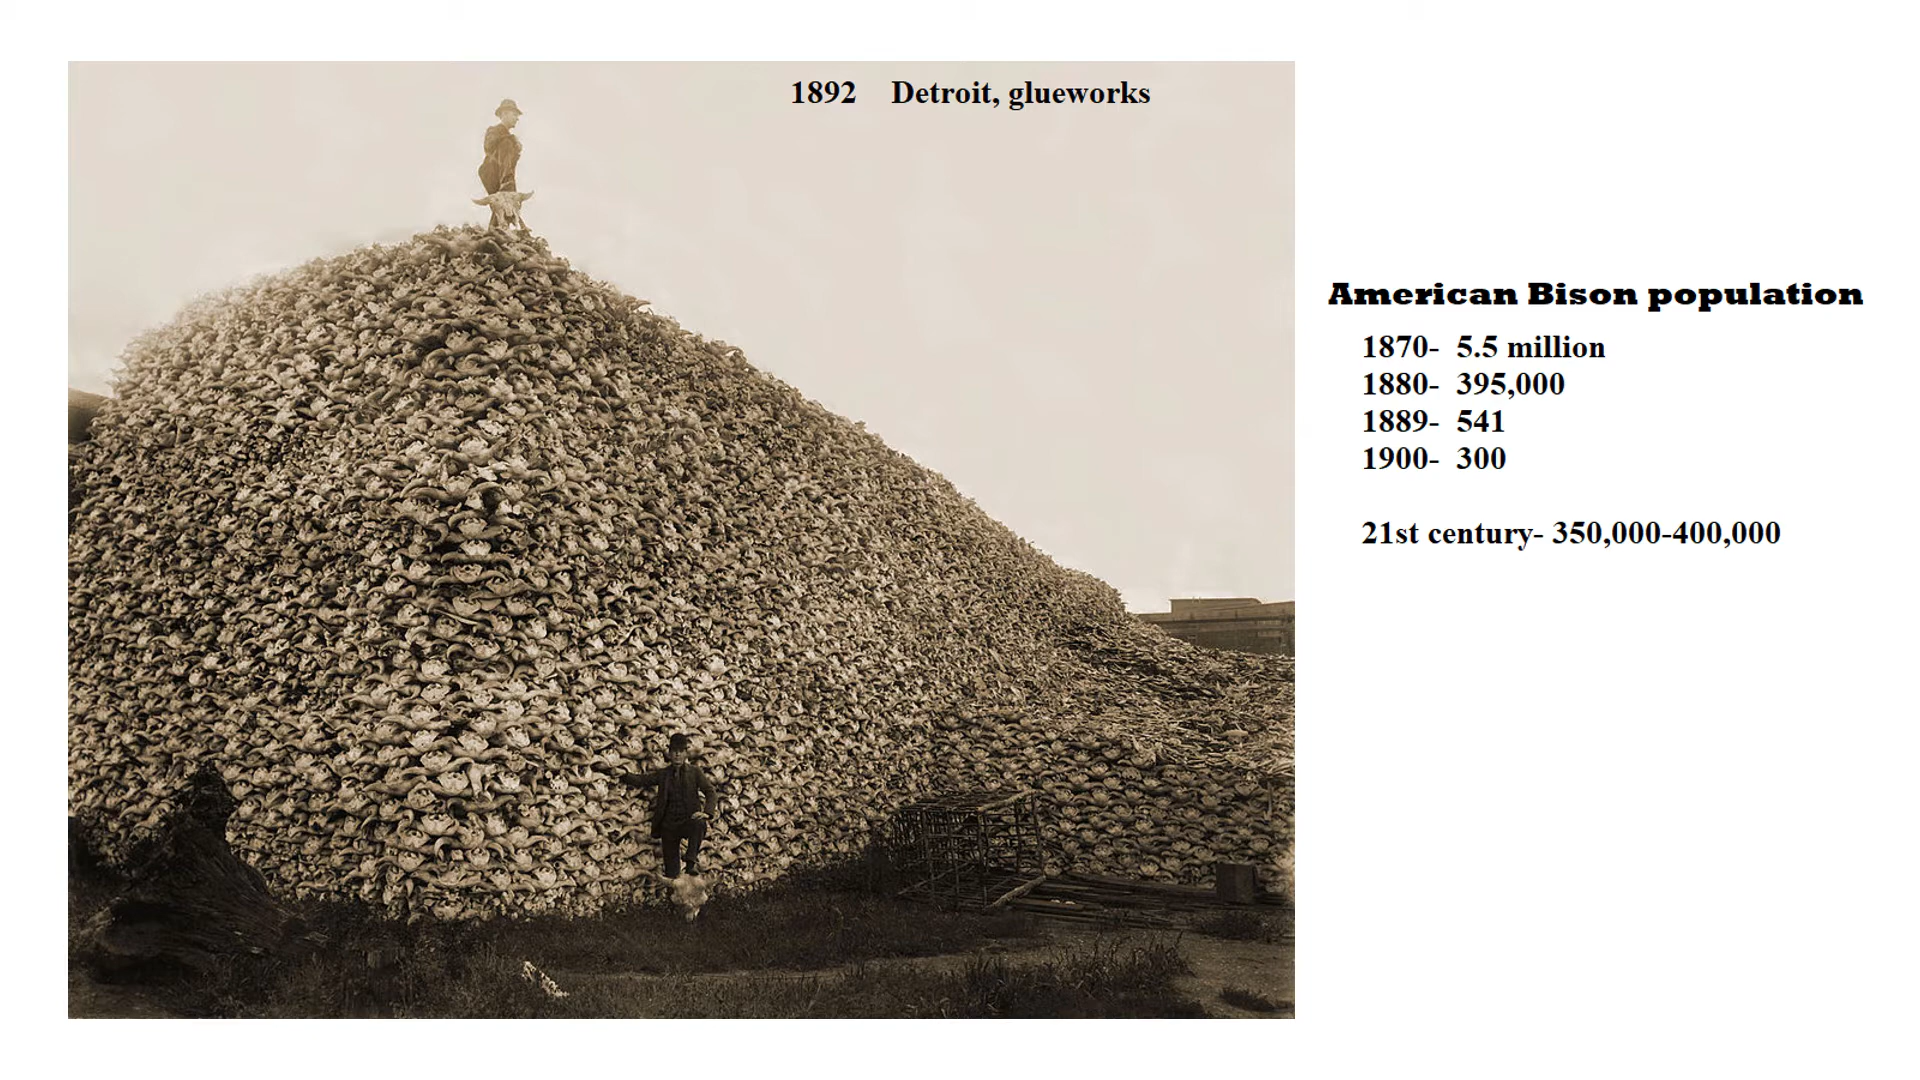 1892 Detroit, glueworks
American Bison population
1870- 5.5 million
1880- 395,000
1889- 541
1900- 300
21st century- 350,000-400,000